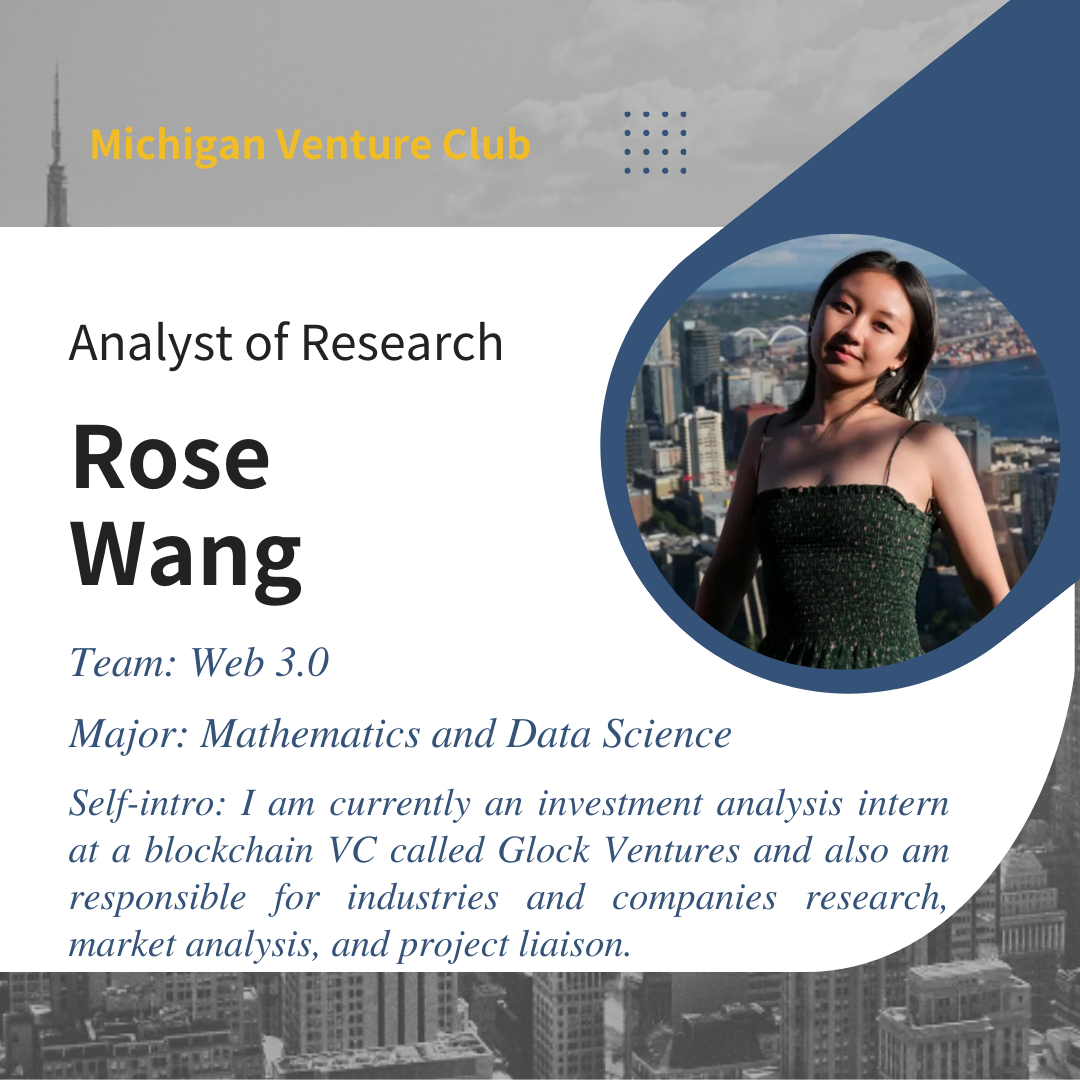 Michigan Venture Club
Analyst of Research
Rose
Wang
Team: Web 3.0
Major: Mathematics and Data Science
Self-intro: I am currently an investment analysis intern
at a blockchain VC called Glock Ventures and also am
responsible for industries and companies research,
market analysis, and project liaison.